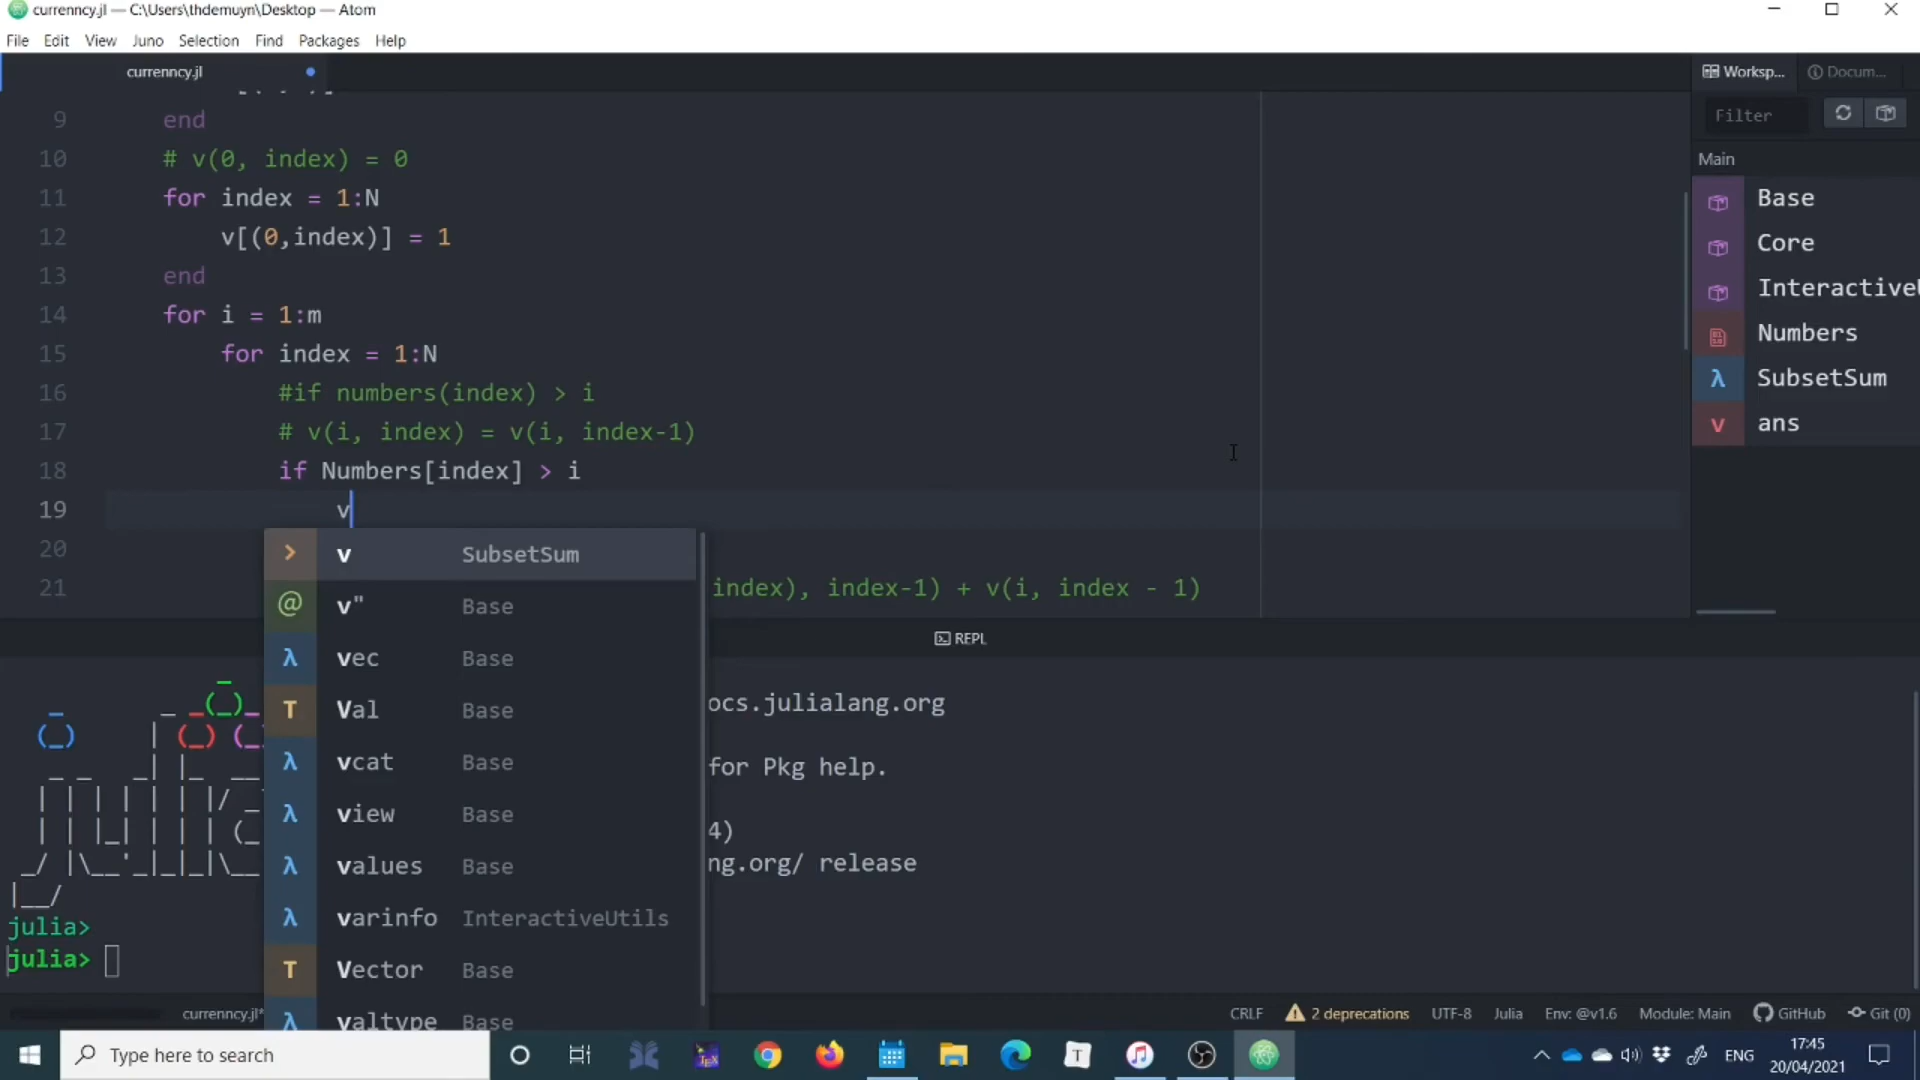 currenncy.jl — C:\Users\thdemuyn\Desktop — Atom
File Edit View Juno Selection Find Packages Help
currenncy.jl
Worksp... Docum...
Filter
Main
Base
Core
Interactive
Numbers
SubsetSum
ans
9 end
10 # v(0, index) = 0
11 for index = 1:N
12 v[(0,index)] = 1
13 end
14 for i = 1:m
15 for index = 1:N
16 #if numbers(index) > i
17 # v(i, index) = v(i, index-1)
18 if Numbers[index] > i
19 v
20
21 index), index-1) + v(i, index - 1)
v SubsetSum
v" Base
vec Base
Val Base
vcat Base
view Base
values Base
varinfo InteractiveUtils
Vector Base
valtype Base
REPL
ocs.julialang.org
for Pkg help.
4)
ng.org/ release
julia>
julia>
currenncy.jl* CRLF 2 deprecations UTF-8 Julia Env: @v1.6 Module: Main GitHub Git (0)
Type here to search
ENG
17:45
20/04/2021